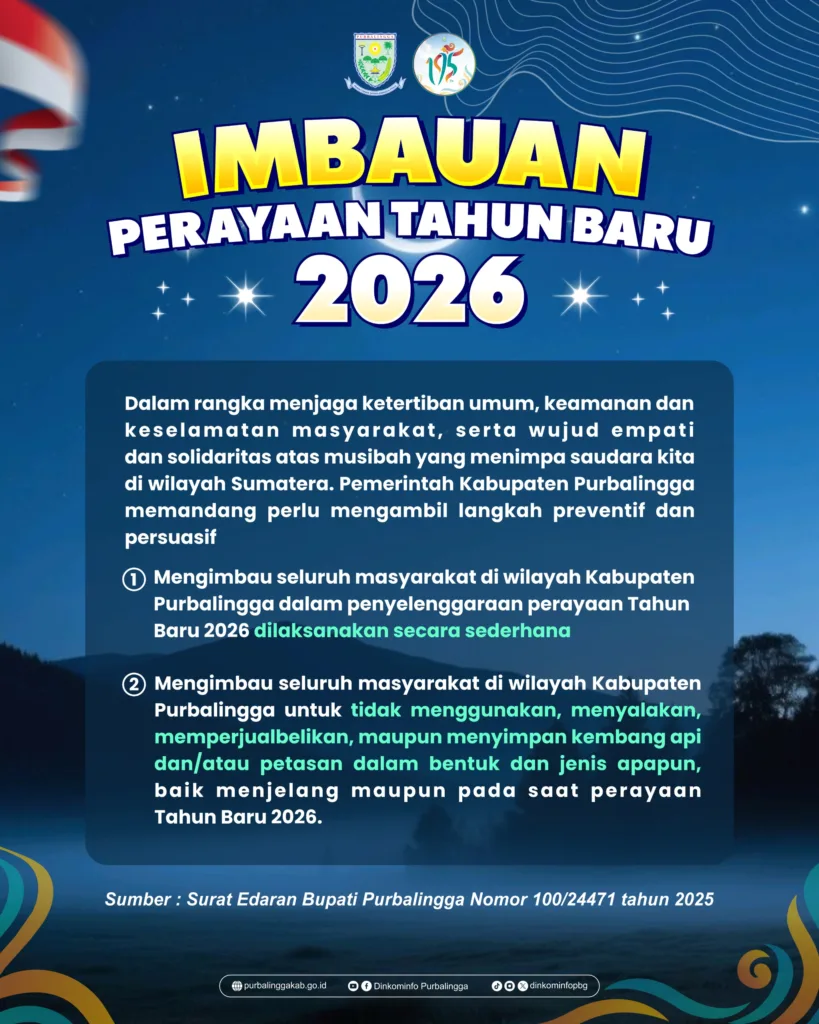 PURBALINGGA
195
IMBAUAN
PERAYAAN TAHUN BARU
2026
Dalam rangka menjaga ketertiban umum, keamanan dan
keselamatan masyarakat, serta wujud empati
dan solidaritas atas musibah yang menimpa saudara kita
di wilayah Sumatera. Pemerintah Kabupaten Purbalingga
memandang perlu mengambil langkah preventif dan
persuasif
1 Mengimbau seluruh masyarakat di wilayah Kabupaten
Purbalingga dalam penyelenggaraan perayaan Tahun
Baru 2026 dilaksanakan secara sederhana
2 Mengimbau seluruh masyarakat di wilayah Kabupaten
Purbalingga untuk tidak menggunakan, menyalakan,
memperjualbelikan, maupun menyimpan kembang api
dan/atau petasan dalam bentuk dan jenis apapun,
baik menjelang maupun pada saat perayaan
Tahun Baru 2026.
Sumber : Surat Edaran Bupati Purbalingga Nomor 100/24471 tahun 2025
purbalinggakab.go.id Dinkominfo Purbalingga dinkominfopbg